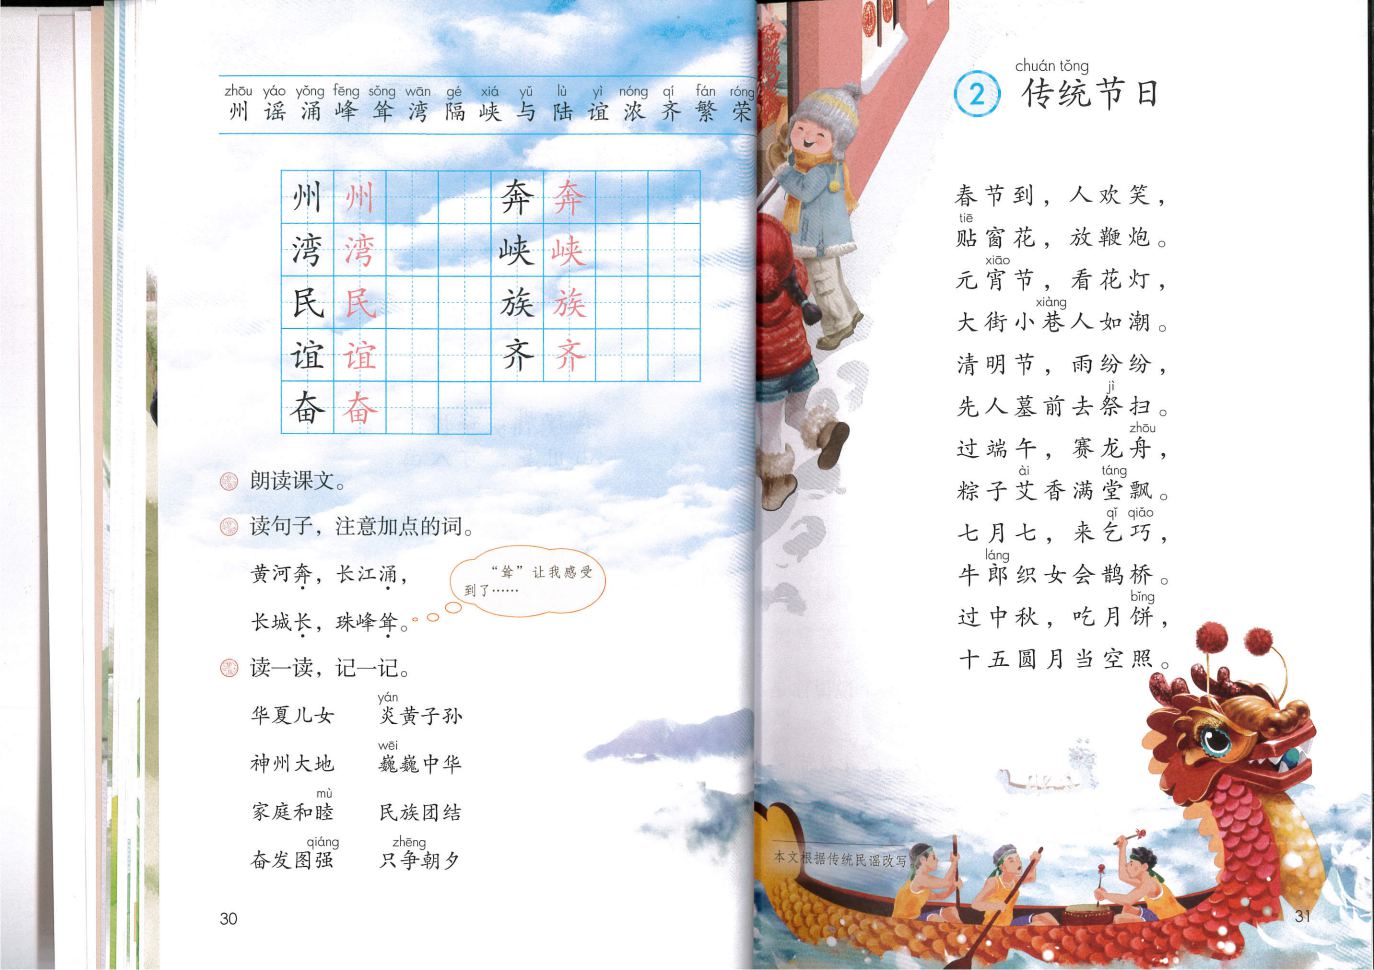 zhōu yáo yǒng fēng sǒng wān gé xiá yǔ lù yì nóng qí fán róng
州 谣 涌 峰 耸 湾 隔 峡 与 陆 谊 浓 齐 繁 荣
州 州 奔 奔
湾 湾 峡 峡
民 民 族 族
谊 谊 齐 齐
奋 奋
朗读课文。
读句子，注意加点的词。
黄河奔，长江涌，
长城长，珠峰耸。
“耸”让我感受
到了……
读一读，记一记。
yán
华夏儿女 炎黄子孙
wēi
神州大地 巍巍中华
mù
家庭和睦 民族团结
qiáng zhēng
奋发图强 只争朝夕
30
chuán tǒng
2 传统节日
春节到，人欢笑，
tiē
贴窗花，放鞭炮。
xiāo
元宵节，看花灯，
xiàng
大街小巷人如潮。
清明节，雨纷纷，
jì
先人墓前去祭扫。
zhōu
过端午，赛龙舟，
ài táng
粽子艾香满堂飘。
qǐ qiǎo
七月七，来乞巧，
láng
牛郎织女会鹊桥。
bǐng
过中秋，吃月饼，
十五圆月当空照。
本文根据传统民谣改写
31